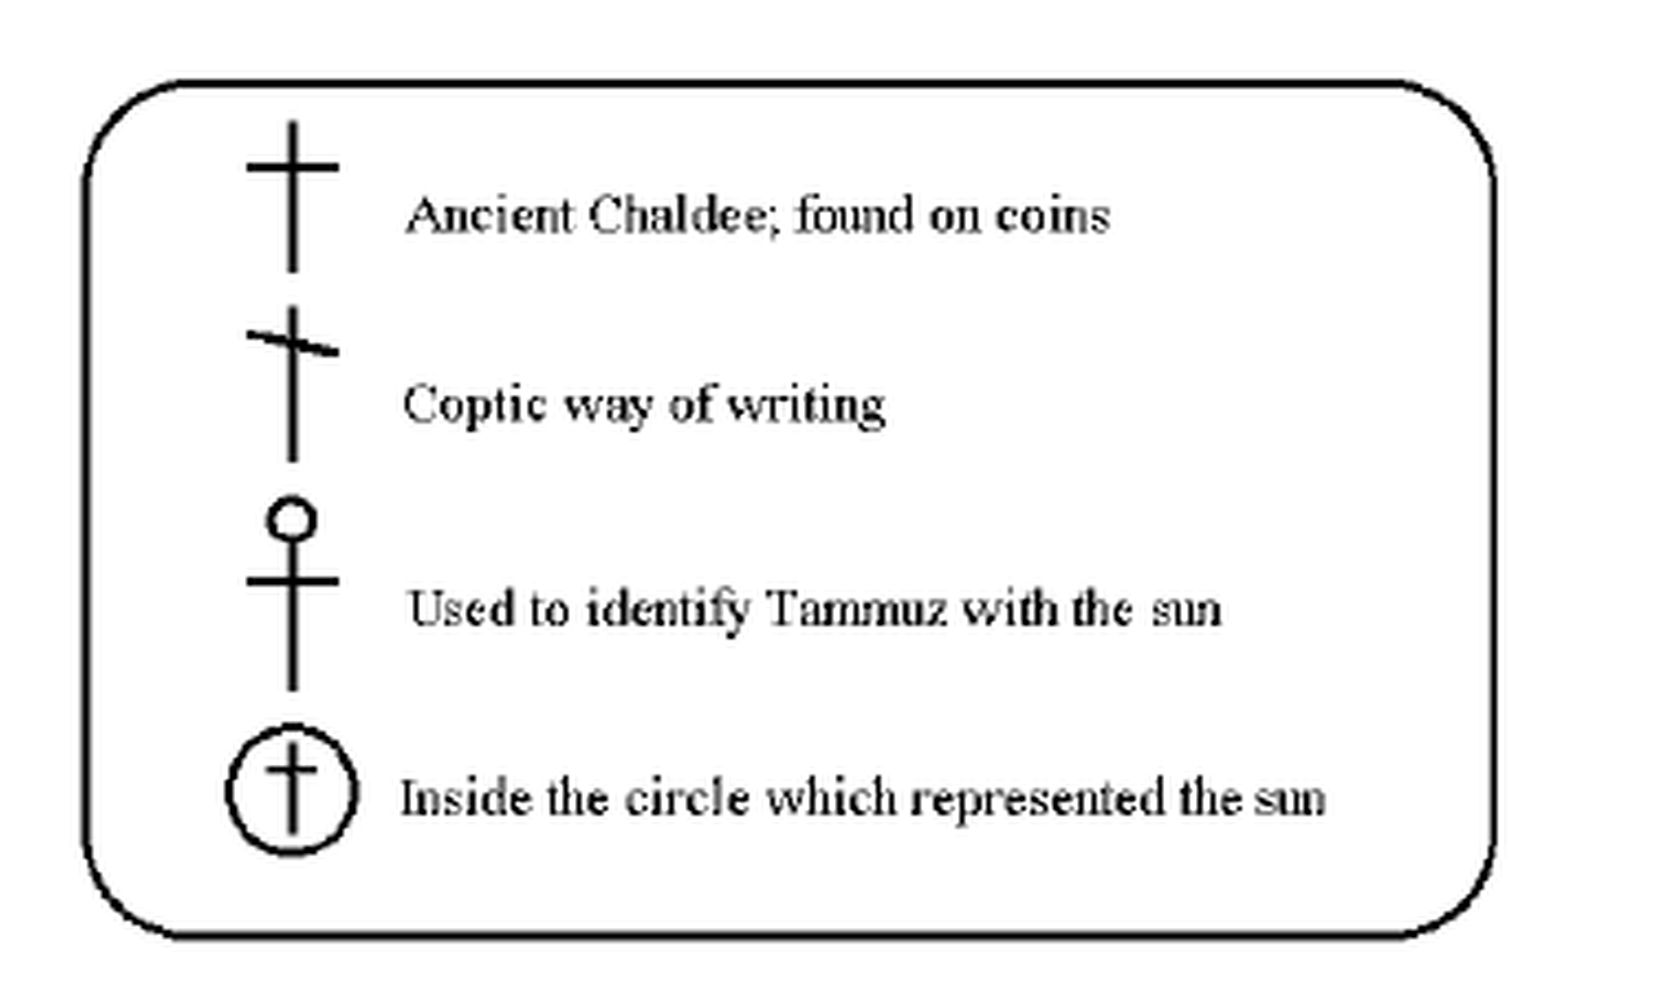 Ancient Chaldee; found on coins
Coptic way of writing
Used to identify Tammuz with the sun
Inside the circle which represented the sun